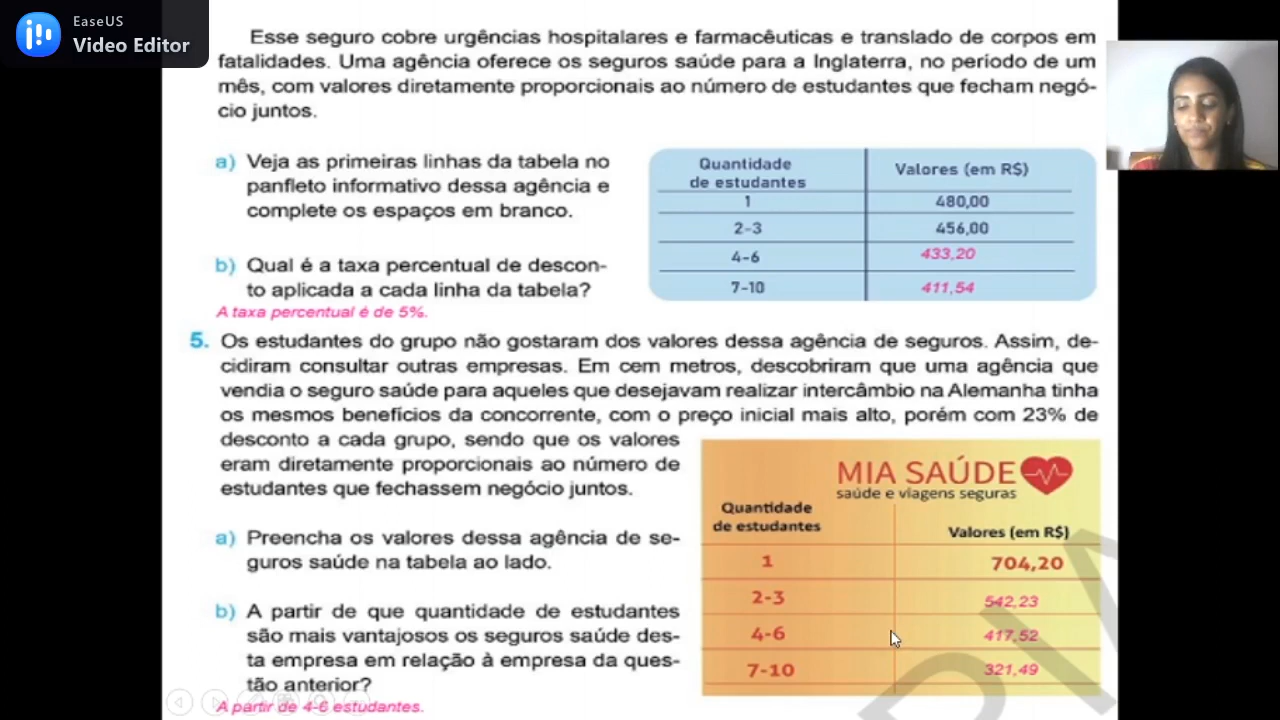 EaseUS
Video Editor
Esse seguro cobre urgências hospitalares e farmacêuticas e translado de corpos em
fatalidades. Uma agência oferece os seguros saúde para a Inglaterra, no período de um
mês, com valores diretamente proporcionais ao número de estudantes que fecham negó-
cio juntos.
a) Veja as primeiras linhas da tabela no
panfleto informativo dessa agência e
complete os espaços em branco.
b) Qual é a taxa percentual de descon-
to aplicada a cada linha da tabela?
A taxa percentual é de 5%.
Quantidade
de estudantes
Valores (em R$)
1 480,00
2-3 456,00
4-6 433,20
7-10 411,54
5. Os estudantes do grupo não gostaram dos valores dessa agência de seguros. Assim, de-
cidiram consultar outras empresas. Em cem metros, descobriram que uma agência que
vendia o seguro saúde para aqueles que desejavam realizar intercâmbio na Alemanha tinha
os mesmos benefícios da concorrente, com o preço inicial mais alto, porém com 23% de
desconto a cada grupo, sendo que os valores
eram diretamente proporcionais ao número de
estudantes que fechassem negócio juntos.
a) Preencha os valores dessa agência de se-
guros saúde na tabela ao lado.
b) A partir de que quantidade de estudantes
são mais vantajosos os seguros saúde des-
ta empresa em relação à empresa da ques-
tão anterior?
A partir de 4-6 estudantes.
MIA SAÚDE
saúde e viagens seguras
Quantidade
de estudantes
Valores (em R$)
1 704,20
2-3 542,23
4-6 417,52
7-10 321,49